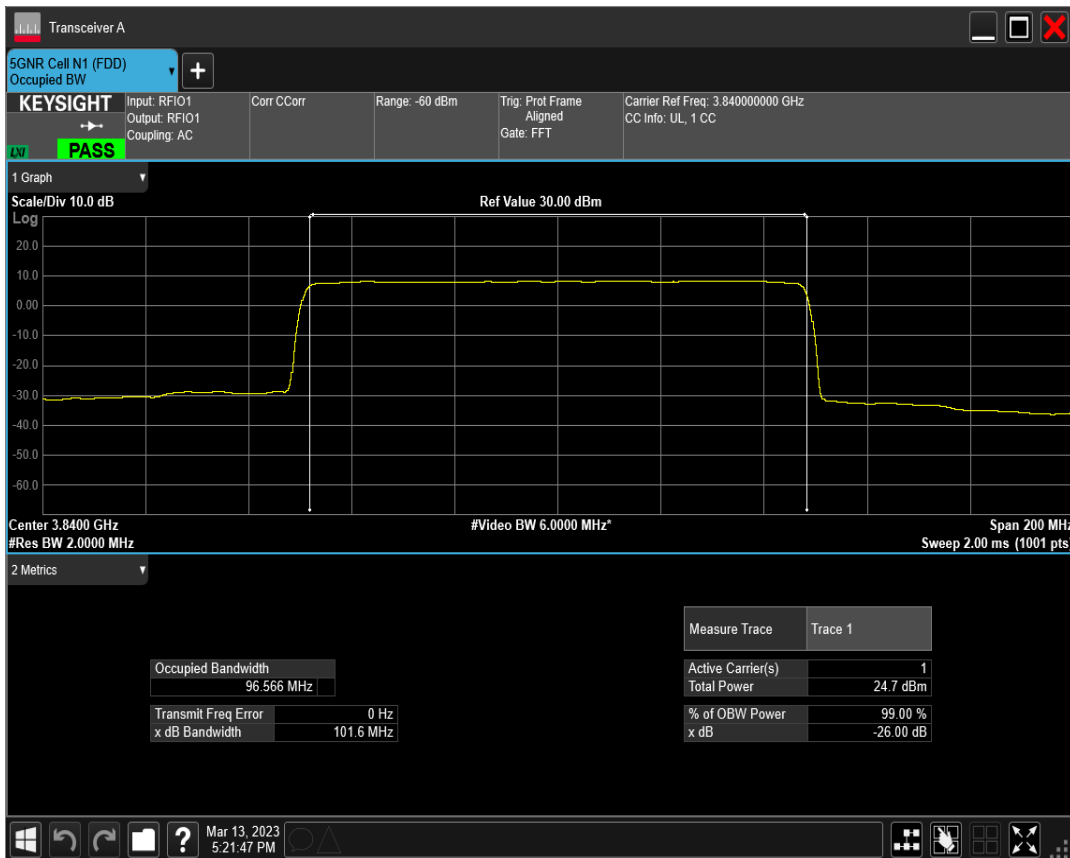 Transceiver A
5GNR Cell N1 (FDD)
Occupied BW
KEYSIGHT
LXI
PASS
Input: RFIO1
Output: RFIO1
Coupling: AC
Corr CCorr
Range: -60 dBm
Trig: Prot Frame
Aligned
Gate: FFT
Carrier Ref Freq: 3.840000000 GHz
CC Info: UL, 1 CC
1 Graph
Scale/Div 10.0 dB
Ref Value 30.00 dBm
Log
20.0
10.0
0.00
-10.0
-20.0
-30.0
-40.0
-50.0
-60.0
Center 3.8400 GHz
#Video BW 6.0000 MHz*
Span 200 MHz
#Res BW 2.0000 MHz
Sweep 2.00 ms (1001 pts)
2 Metrics
Measure Trace Trace 1
Occupied Bandwidth
96.566 MHz
Active Carrier(s) 1
Total Power 24.7 dBm
Transmit Freq Error 0 Hz
x dB Bandwidth 101.6 MHz
% of OBW Power 99.00 %
x dB -26.00 dB
?
Mar 13, 2023
5:21:47 PM